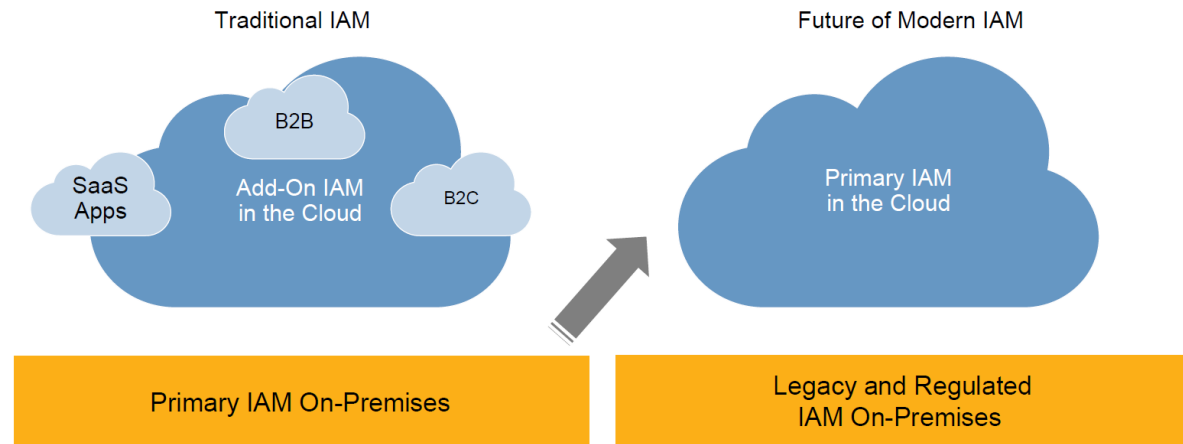 Traditional IAM
B2B
SaaS
Apps
Add-On IAM
in the Cloud
B2C
Primary IAM On-Premises
Future of Modern IAM
Primary IAM
in the Cloud
Legacy and Regulated
IAM On-Premises